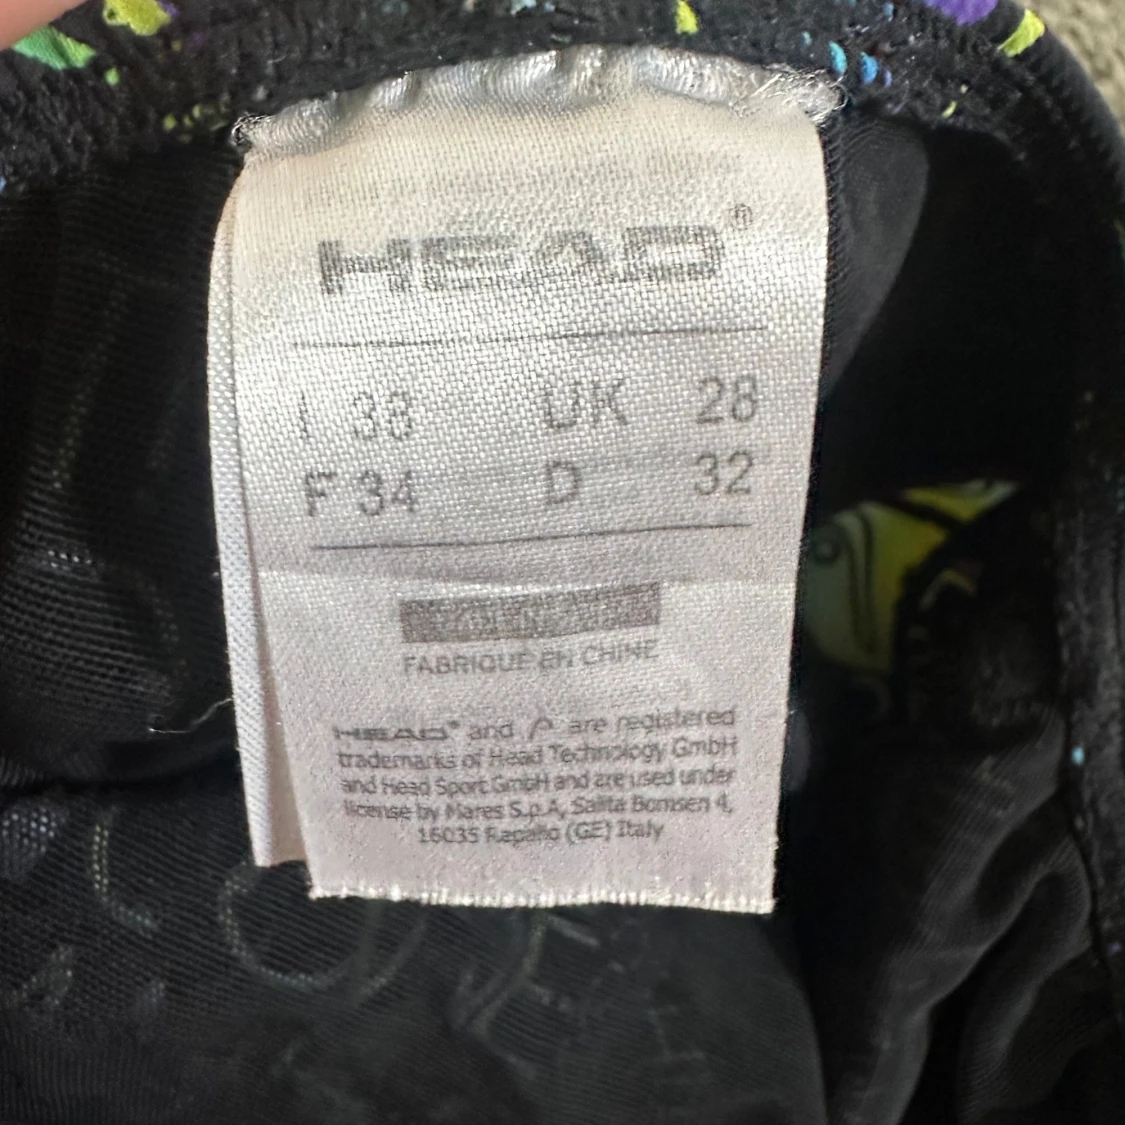 HEAD®
I 38 UK 28
F 34 D 32
FABRIQUE EN CHINE
HEAD® and are registered
trademarks of Head Technology GmbH
and Head Sport GmbH and are used under
license by Mares S.p.A, Salita Bonsen 4,
16035 Rapallo (GE) Italy